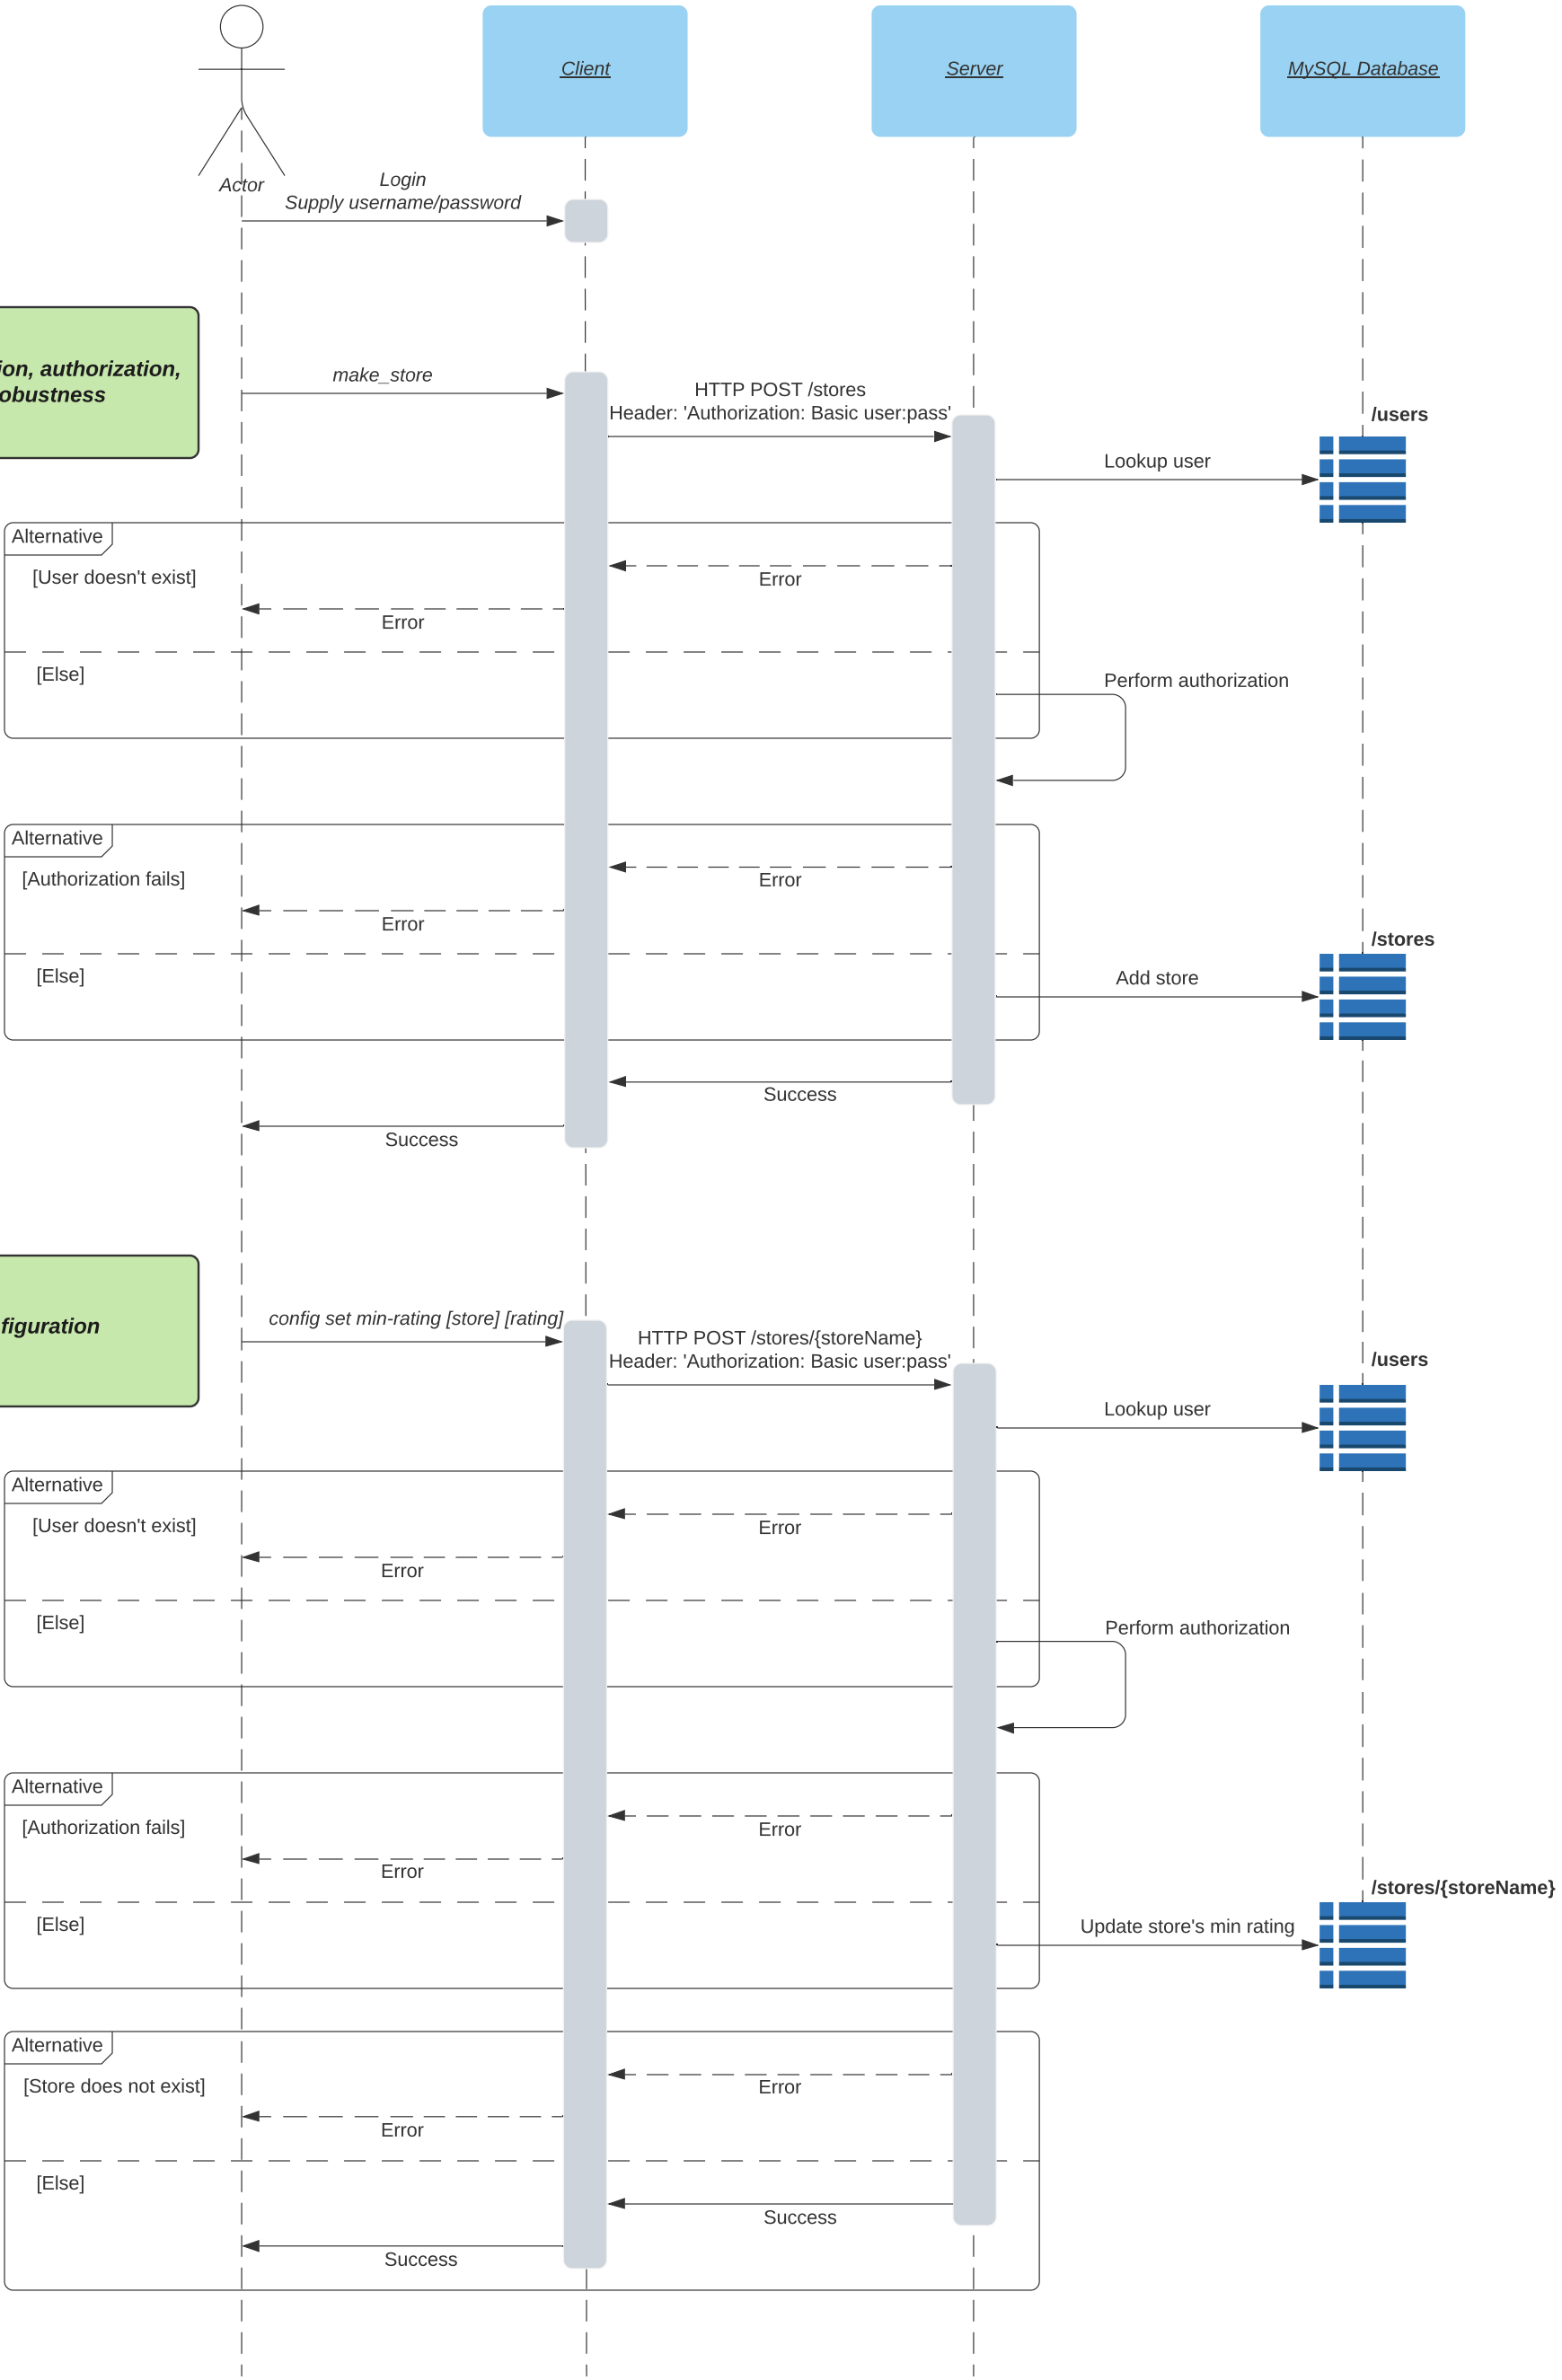 Client
Server
MySQL Database
Actor
Login
Supply username/password
authorization,
make_store
HTTP POST /stores
Header: 'Authorization: Basic user:pass'
/users
Lookup user
Alternative
[User doesn't exist]
Error
Error
[Else]
Perform authorization
Alternative
[Authorization fails]
Error
Error
/stores
[Else]
Add store
Success
Success
config set min-rating [store] [rating]
HTTP POST /stores/{storeName}
Header: 'Authorization: Basic user:pass'
/users
Lookup user
Alternative
[User doesn't exist]
Error
Error
[Else]
Perform authorization
Alternative
[Authorization fails]
Error
Error
/stores/{storeName}
[Else]
Update store's min rating
Alternative
[Store does not exist]
Error
Error
[Else]
Success
Success